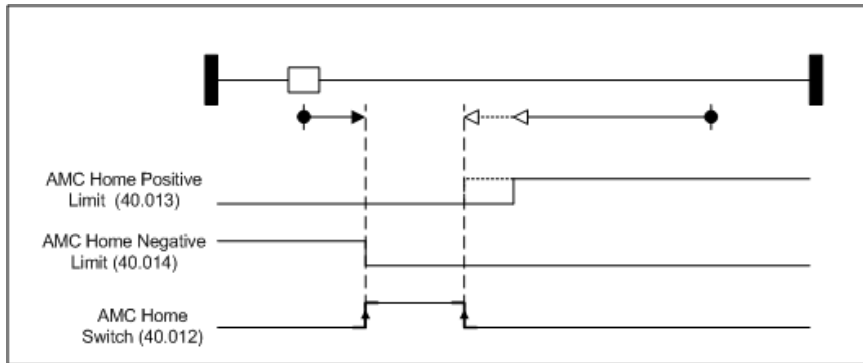 AMC Home Positive
Limit (40.013)
AMC Home Negative
Limit (40.014)
AMC Home
Switch (40.012)